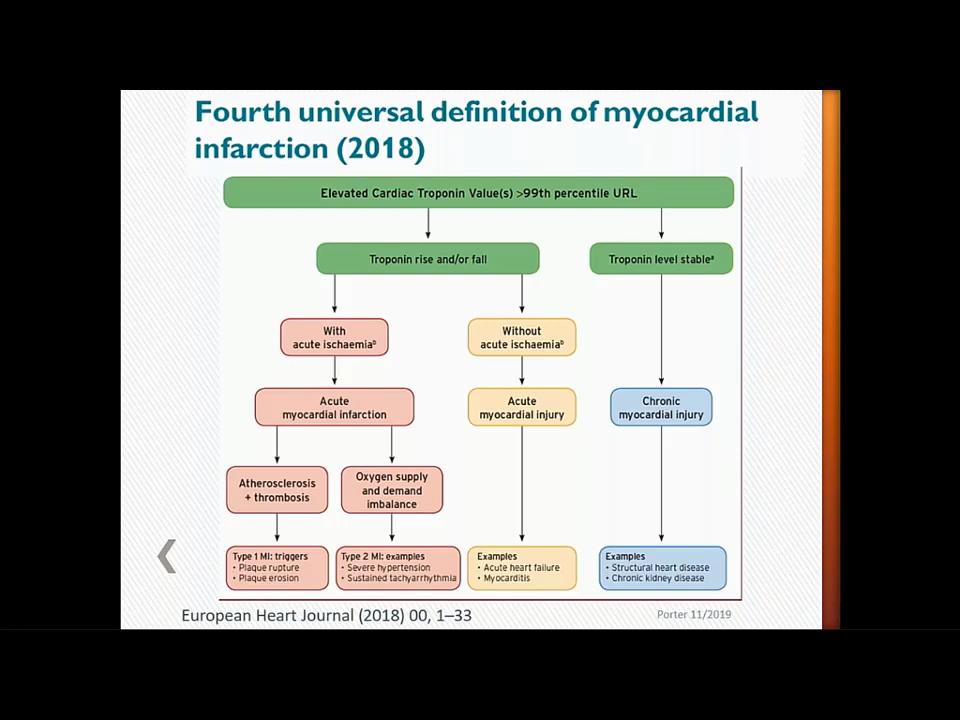 Fourth universal definition of myocardial
infarction (2018)
Elevated Cardiac Troponin Value(s) >99th percentile URL
Troponin rise and/or fall
Troponin level stableª
With
acute ischaemiaᵇ
Without
acute ischaemiaᵇ
Acute
myocardial infarction
Acute
myocardial injury
Chronic
myocardial injury
Atherosclerosis
+ thrombosis
Oxygen supply
and demand
imbalance
Type 1 MI: triggers
• Plaque rupture
• Plaque erosion
Type 2 MI: examples
• Severe hypertension
• Sustained tachyarrhythmia
Examples
• Acute heart failure
• Myocarditis
Examples
• Structural heart disease
• Chronic kidney disease
European Heart Journal (2018) 00, 1–33
Porter 11/2019